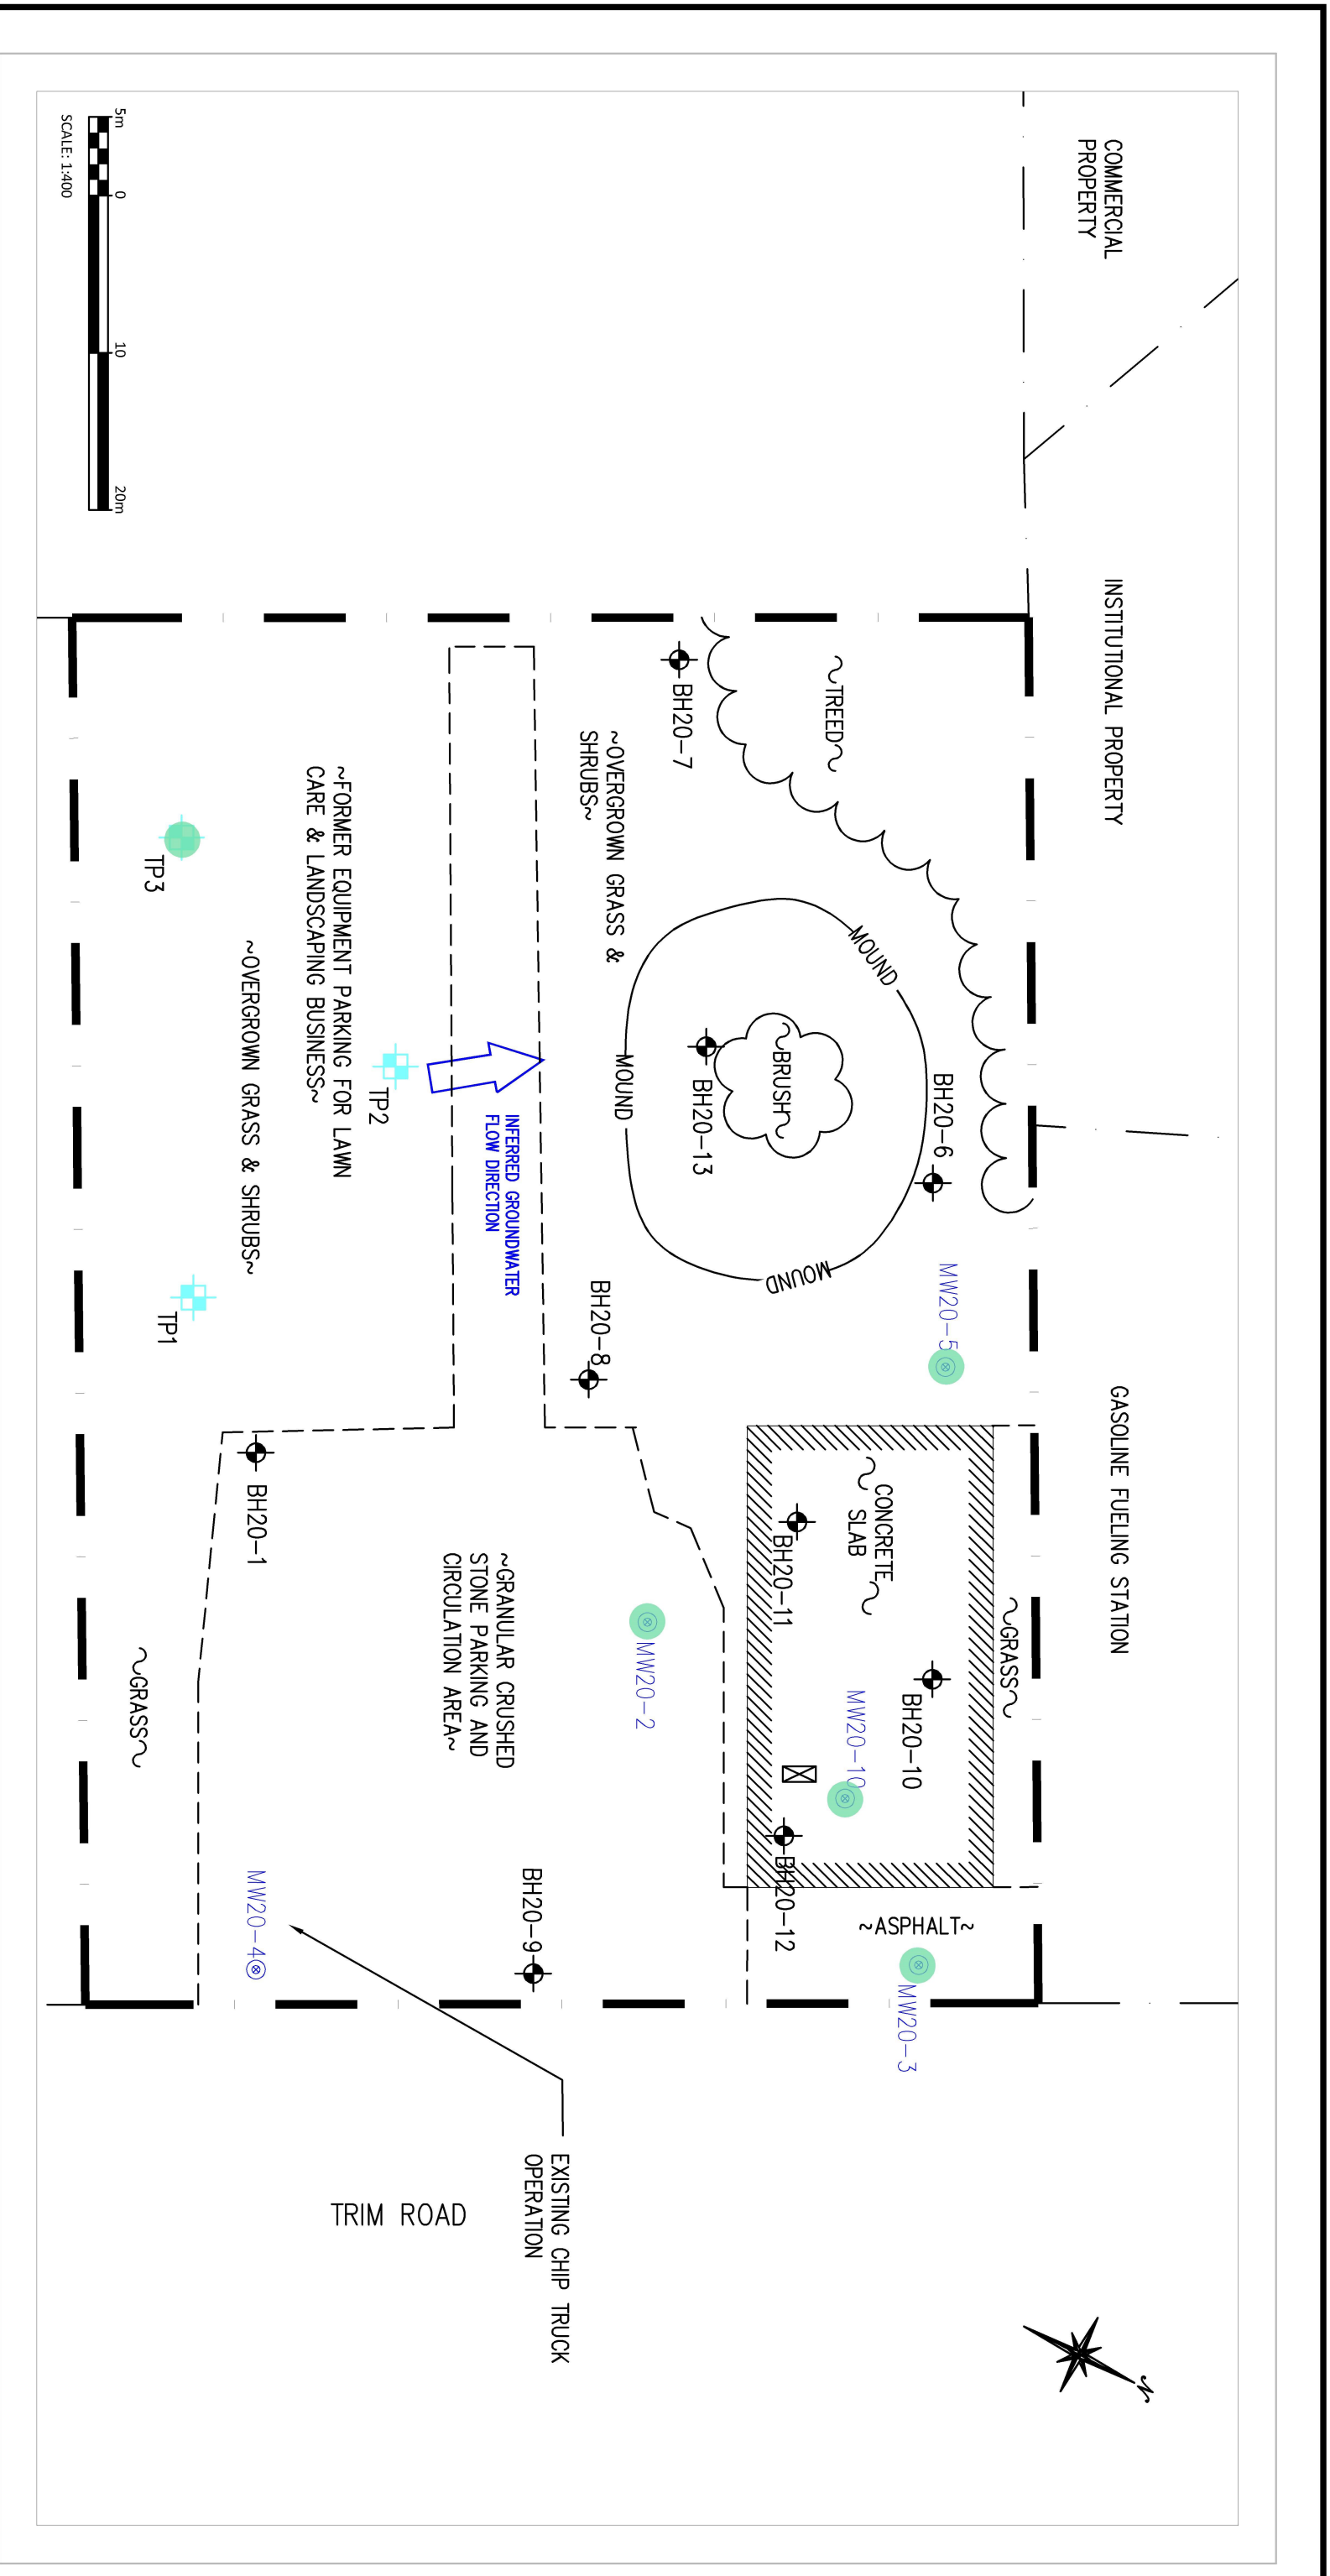 COMMERCIAL
PROPERTY
INSTITUTIONAL PROPERTY
GASOLINE FUELING STATION
~TREED~
~GRASS~
MOUND
BH20-6
MW20-5
~BRUSH~
CONCRETE
SLAB
BH20-10
MW20-10
~ASPHALT~
MW20-3
BH20-7
BH20-13
BH20-11
BH20-12
MOUND
MOUND
~OVERGROWN GRASS &
SHRUBS~
BH20-8
MW20-2
INFERRED GROUNDWATER
FLOW DIRECTION
~GRANULAR CRUSHED
STONE PARKING AND
CIRCULATION AREA~
BH20-9
EXISTING CHIP TRUCK
OPERATION
TP2
~FORMER EQUIPMENT PARKING FOR LAWN
CARE & LANDSCAPING BUSINESS~
TRIM ROAD
~OVERGROWN GRASS & SHRUBS~
BH20-1
MW20-4
TP3
TP1
~GRASS~
5m 0 10 20m
SCALE: 1:400
N